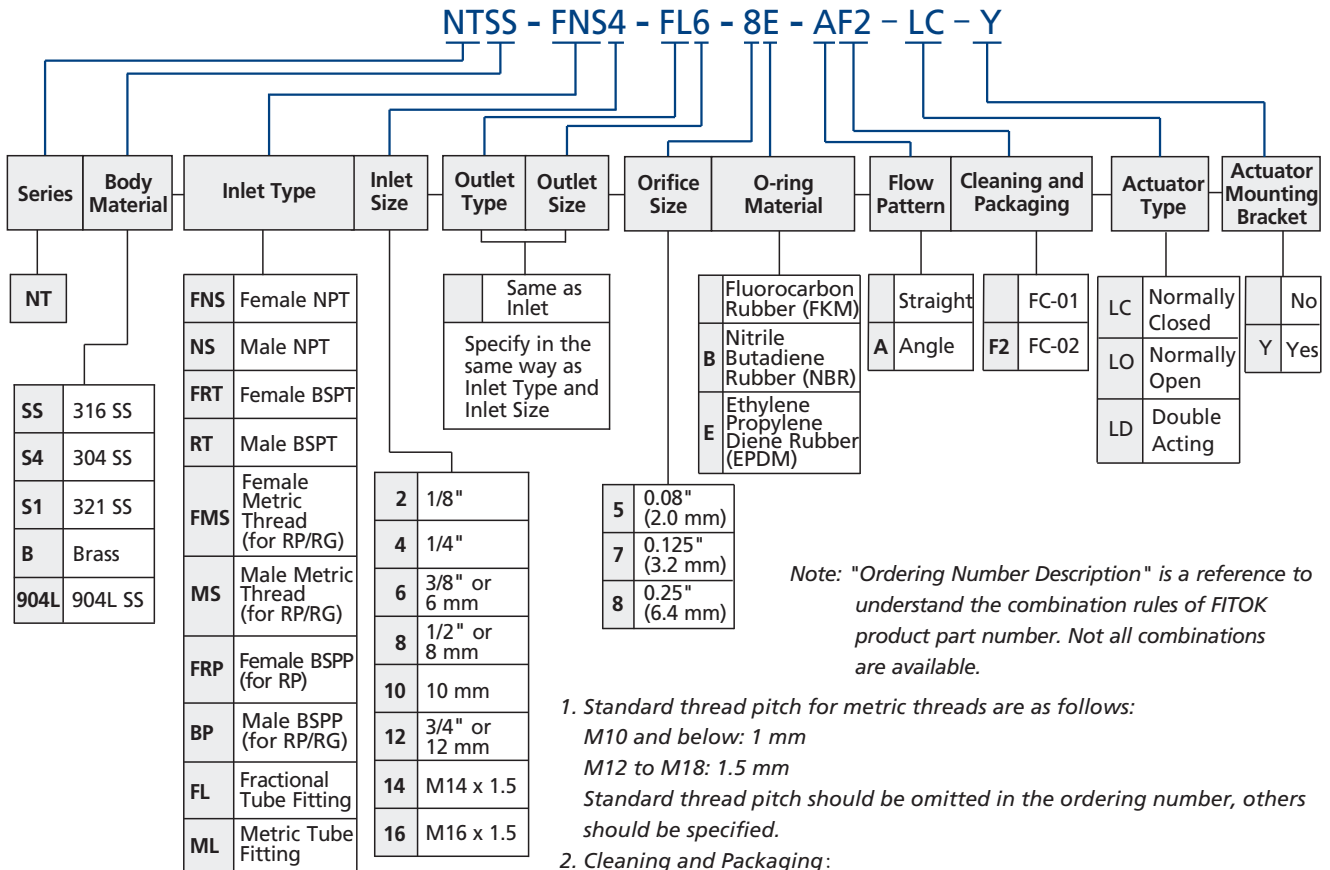 NTSS - FNS4 - FL6 - 8E - AF2 - LC - Y
Series
Body
Material
Inlet Type
Inlet
Size
Outlet
Type
Outlet
Size
Orifice
Size
O-ring
Material
Flow
Pattern
Cleaning and
Packaging
Actuator
Type
Actuator
Mounting
Bracket
NT
SS 316 SS
S4 304 SS
S1 321 SS
B Brass
904L 904L SS
FNS Female NPT
NS Male NPT
FRT Female BSPT
RT Male BSPT
FMS Female
Metric
Thread
(for RP/RG)
MS Male Metric
Thread
(for RP/RG)
FRP Female BSPP
(for RP)
BP Male BSPP
(for RP/RG)
FL Fractional
Tube Fitting
ML Metric Tube
Fitting
2 1/8"
4 1/4"
6 3/8" or
6 mm
8 1/2" or
8 mm
10 10 mm
12 3/4" or
12 mm
14 M14 x 1.5
16 M16 x 1.5
Same as
Inlet
Specify in the
same way as
Inlet Type and
Inlet Size
5 0.08"
(2.0 mm)
7 0.125"
(3.2 mm)
8 0.25"
(6.4 mm)
Fluorocarbon
Rubber (FKM)
B Nitrile
Butadiene
Rubber (NBR)
E Ethylene
Propylene
Diene Rubber
(EPDM)
Straight
A Angle
FC-01
F2 FC-02
LC Normally
Closed
LO Normally
Open
LD Double
Acting
No
Y Yes
Note: "Ordering Number Description" is a reference to
understand the combination rules of FITOK
product part number. Not all combinations
are available.
1. Standard thread pitch for metric threads are as follows:
M10 and below: 1 mm
M12 to M18: 1.5 mm
Standard thread pitch should be omitted in the ordering number, others
should be specified.
2. Cleaning and Packaging: